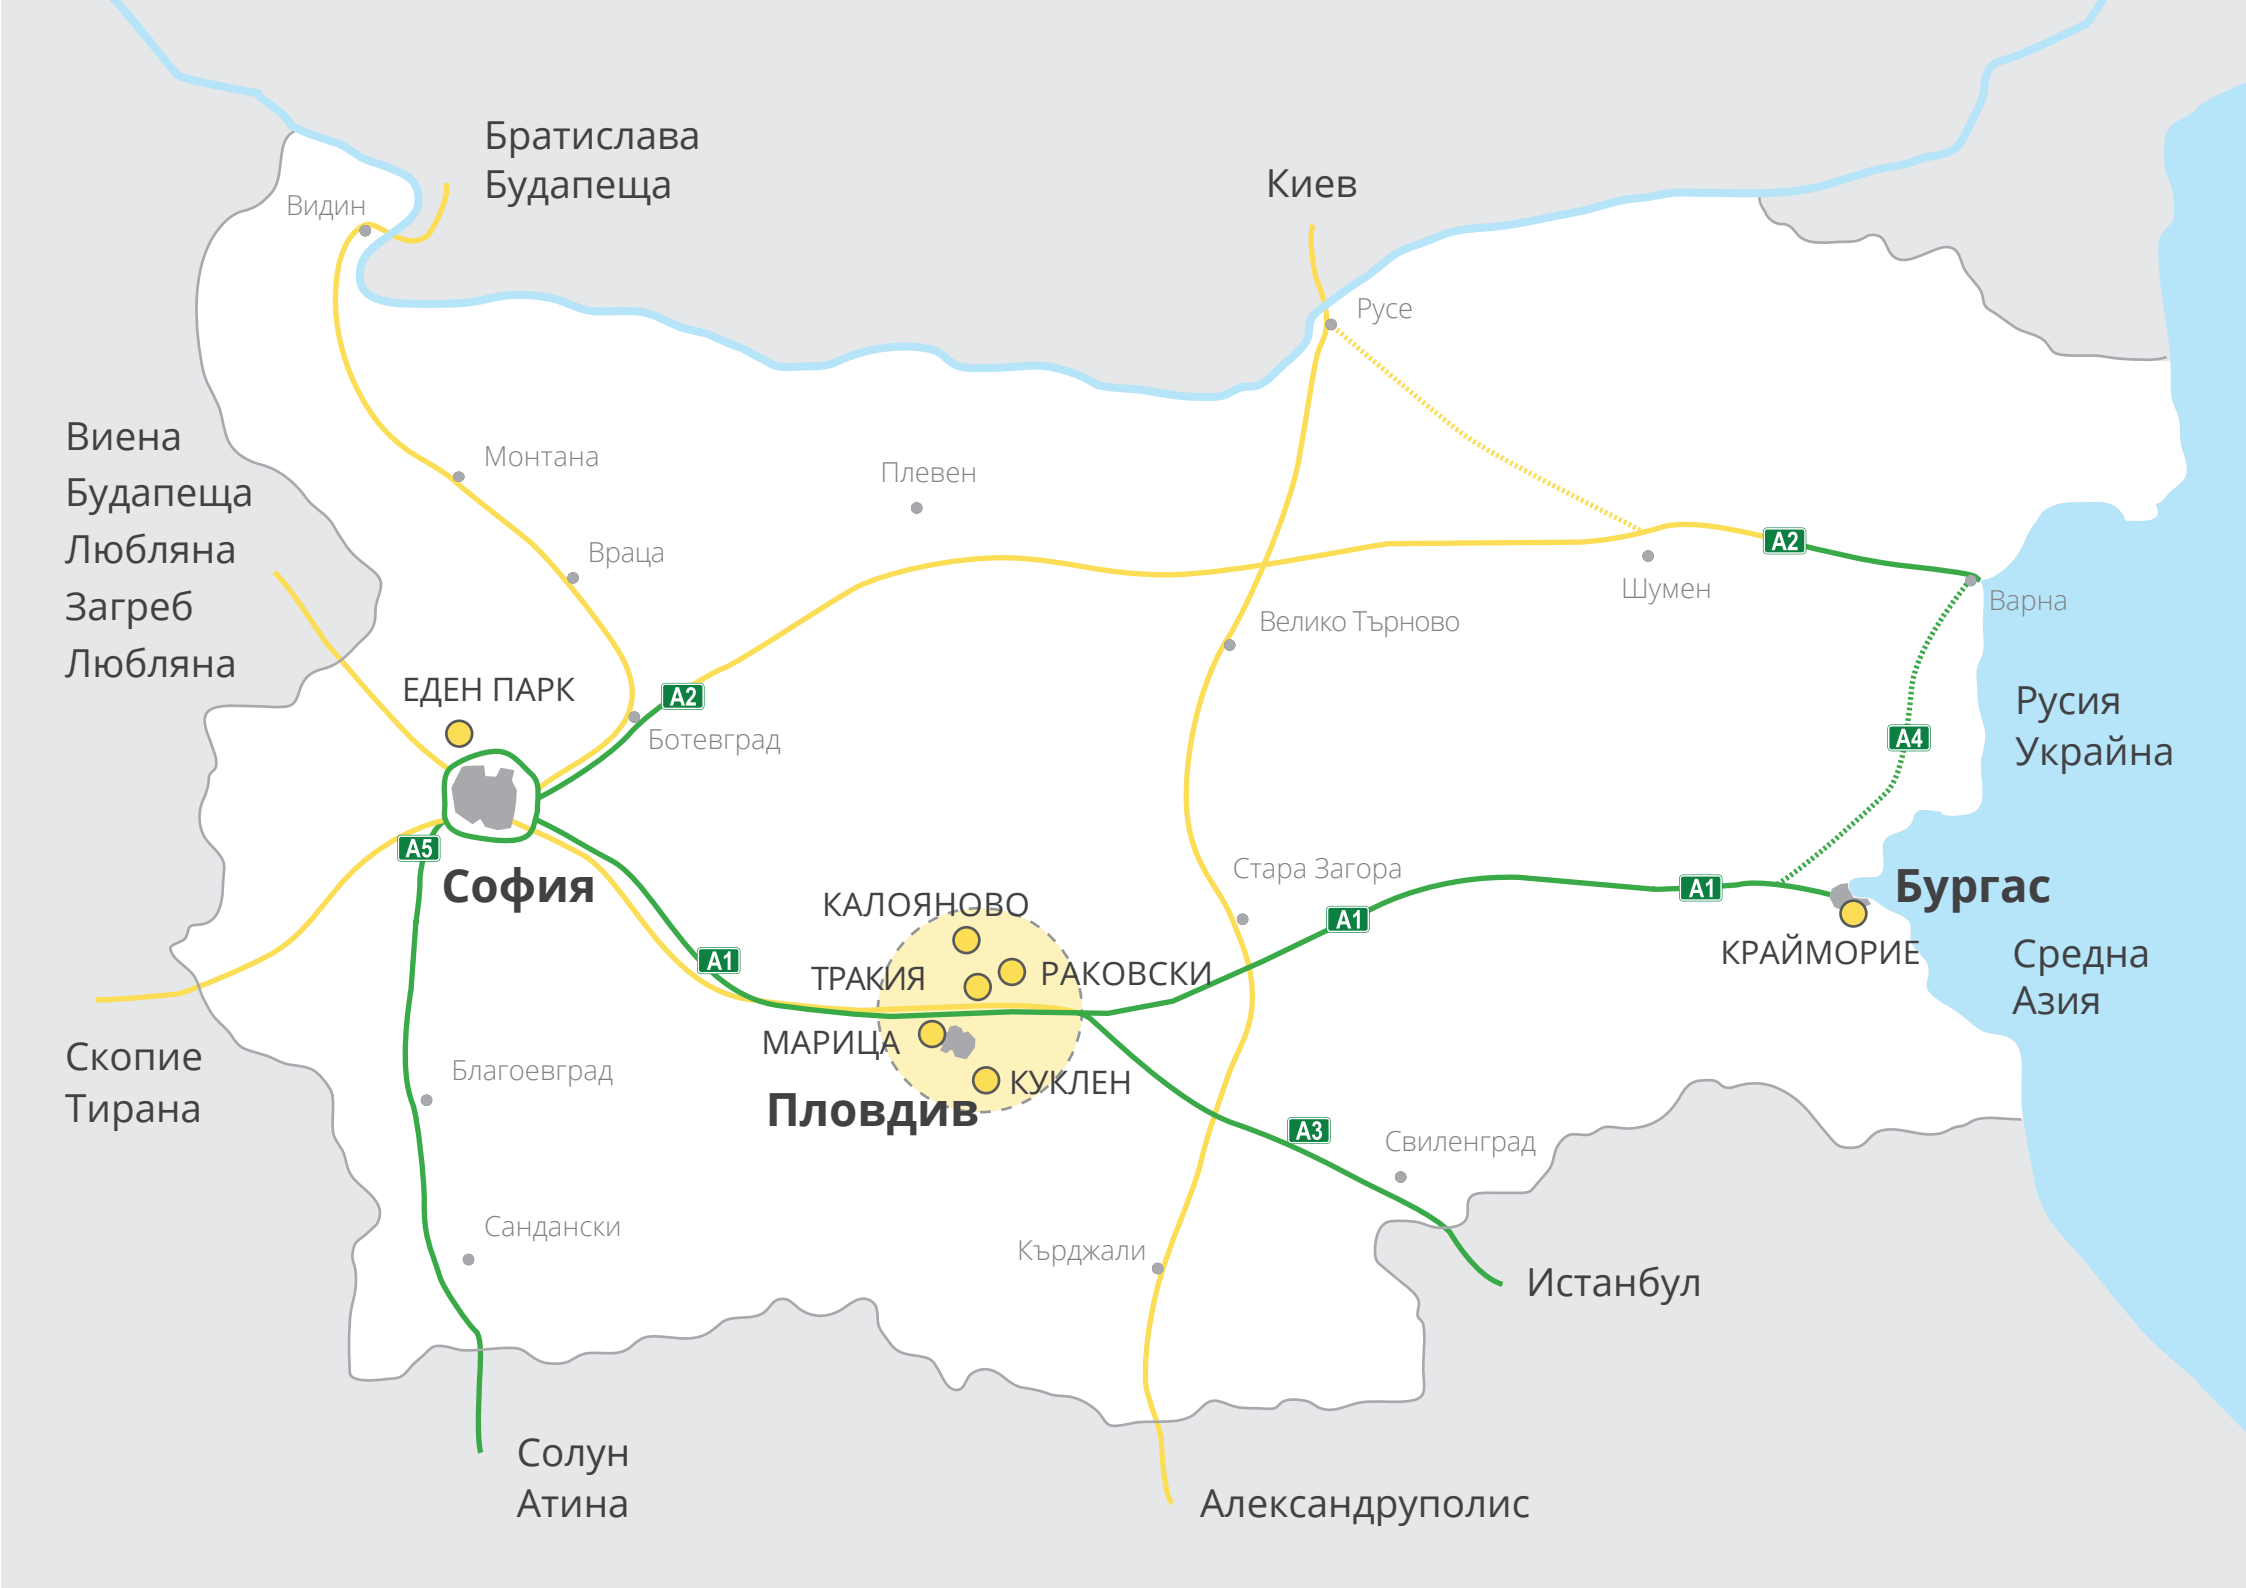 Братислава
Будапеща
Киев
Видин
Русе
Виена
Будапеща
Любляна
Загреб
Любляна
Монтана
Плевен
Враца
A2
Шумен
Варна
Велико Търново
ЕДЕН ПАРК
A2
Ботевград
Русия
Украйна
A4
A5
София
Стара Загора
A1
Бургас
КАЛОЯНОВО
A1
КРАЙМОРИЕ
Средна
Азия
A1
ТРАКИЯ
РАКОВСКИ
МАРИЦА
Скопие
Тирана
Благоевград
КУКЛЕН
Пловдив
A3
Свиленград
Сандански
Кърджали
Истанбул
Солун
Атина
Александруполис